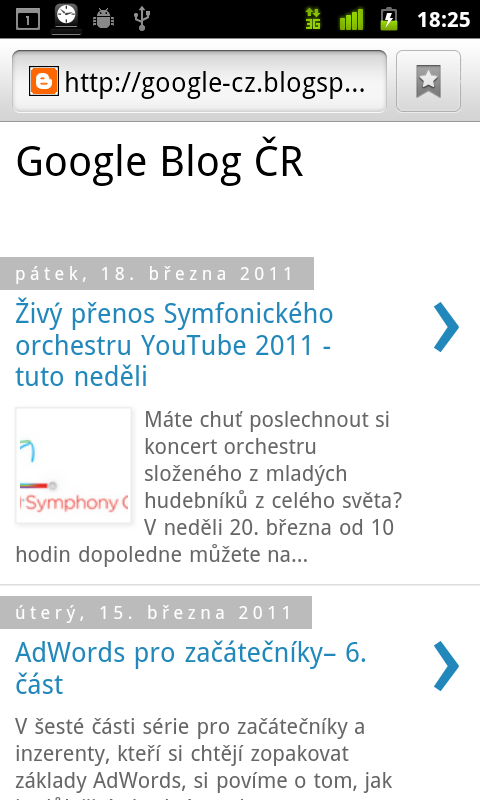 1
3G
18:25
http://google-cz.blogsp...
Google Blog ČR
pátek, 18. března 2011
Živý přenos Symfonického
orchestru YouTube 2011 -
tuto neděli
Symphony
Máte chuť poslechnout si
koncert orchestru
složeného z mladých
hudebníků z celého světa?
V neděli 20. března od 10
hodin dopoledne můžete na...
úterý, 15. března 2011
AdWords pro začátečníky– 6.
část
V šesté části série pro začátečníky a
inzerenty, kteří si chtějí zopakovat
základy AdWords, si povíme o tom, jak